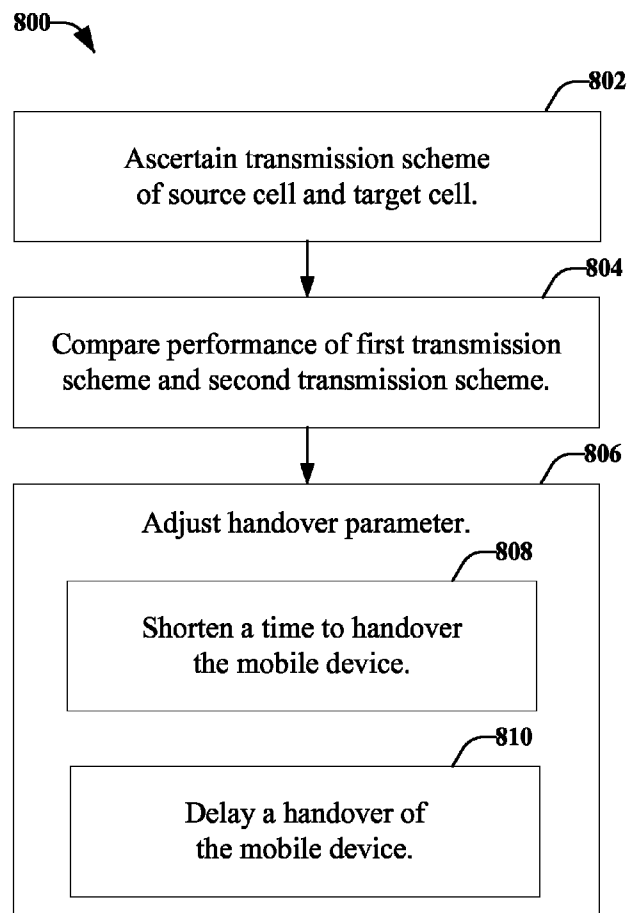 800
802
Ascertain transmission scheme
of source cell and target cell.
804
Compare performance of first transmission
scheme and second transmission scheme.
806
Adjust handover parameter.
808
Shorten a time to handover
the mobile device.
810
Delay a handover of
the mobile device.